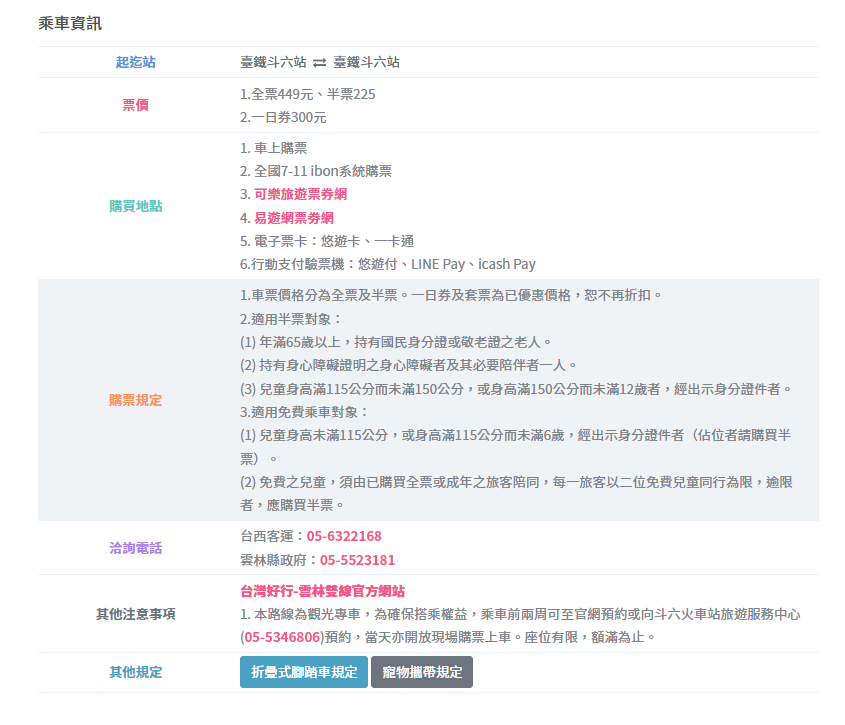 乘車資訊
起迄站
臺鐵斗六站 ⇄ 臺鐵斗六站
票價
1.全票449元、半票225
2.一日券300元
購買地點
1. 車上購票
2. 全國7-11 ibon系統購票
3. 可樂旅遊票券網
4. 易遊網票券網
5. 電子票卡：悠遊卡、一卡通
6.行動支付驗票機：悠遊付、LINE Pay、icash Pay
購票規定
1.車票價格分為全票及半票。一日券及套票為已優惠價格，恕不再折扣。
2.適用半票對象：
(1) 年滿65歲以上，持有國民身分證或敬老證之老人。
(2) 持有身心障礙證明之身心障礙者及其必要陪伴者一人。
(3) 兒童身高滿115公分而未滿150公分，或身高滿150公分而未滿12歲者，經出示身分證件者。
3.適用免費乘車對象：
(1) 兒童身高未滿115公分，或身高滿115公分而未滿6歲，經出示身分證件者（佔位者請購買半
票）。
(2) 免費之兒童，須由已購買全票或成年之旅客陪同，每一旅客以二位免費兒童同行為限，逾限
者，應購買半票。
洽詢電話
台西客運：05-6322168
雲林縣政府：05-5523181
其他注意事項
台灣好行-雲林雙線官方網站
1. 本路線為觀光專車，為確保搭乘權益，乘車前兩周可至官網預約或向斗六火車站旅遊服務中心
(05-5346806)預約，當天亦開放現場購票上車。座位有限，額滿為止。
其他規定
折疊式腳踏車規定
寵物攜帶規定